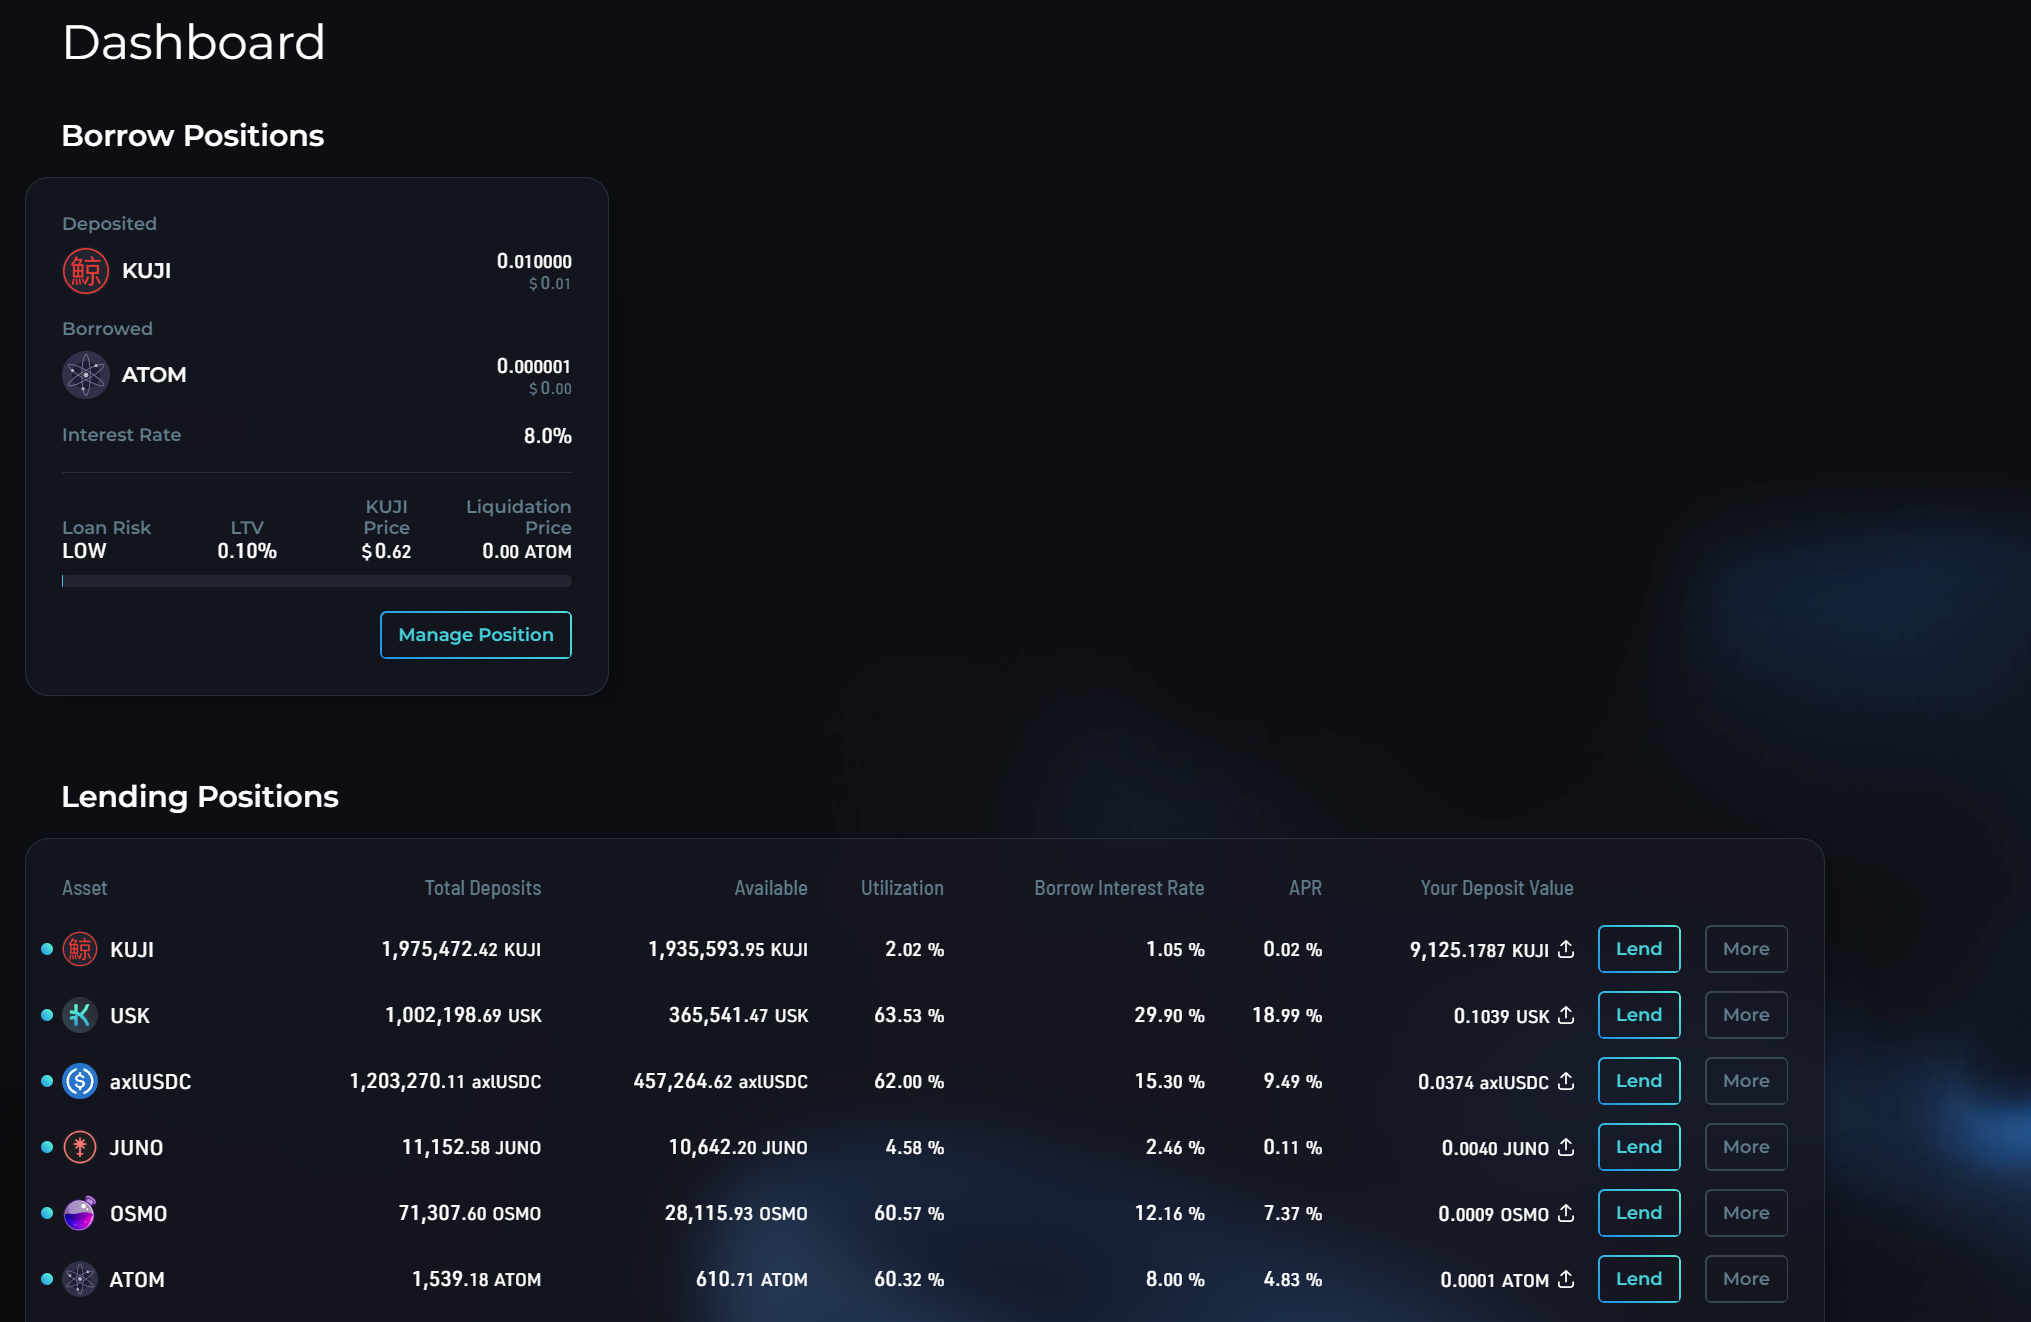 Dashboard
Borrow Positions
Deposited
鯨 KUJI 0.010000
$0.01
Borrowed
ATOM 0.000001
$0.00
Interest Rate 8.0%
Loan Risk LTV KUJI Price Liquidation Price
LOW 0.10% $0.62 0.00 ATOM
Manage Position
Lending Positions
Asset Total Deposits Available Utilization Borrow Interest Rate APR Your Deposit Value
鯨 KUJI 1,975,472.42 KUJI 1,935,593.95 KUJI 2.02 % 1.05 % 0.02 % 9,125.1787 KUJI Lend More
USK 1,002,198.69 USK 365,541.47 USK 63.53 % 29.90 % 18.99 % 0.1039 USK Lend More
$ axlUSDC 1,203,270.11 axlUSDC 457,264.62 axlUSDC 62.00 % 15.30 % 9.49 % 0.0374 axlUSDC Lend More
JUNO 11,152.58 JUNO 10,642.20 JUNO 4.58 % 2.46 % 0.11 % 0.0040 JUNO Lend More
OSMO 71,307.60 OSMO 28,115.93 OSMO 60.57 % 12.16 % 7.37 % 0.0009 OSMO Lend More
ATOM 1,539.18 ATOM 610.71 ATOM 60.32 % 8.00 % 4.83 % 0.0001 ATOM Lend More